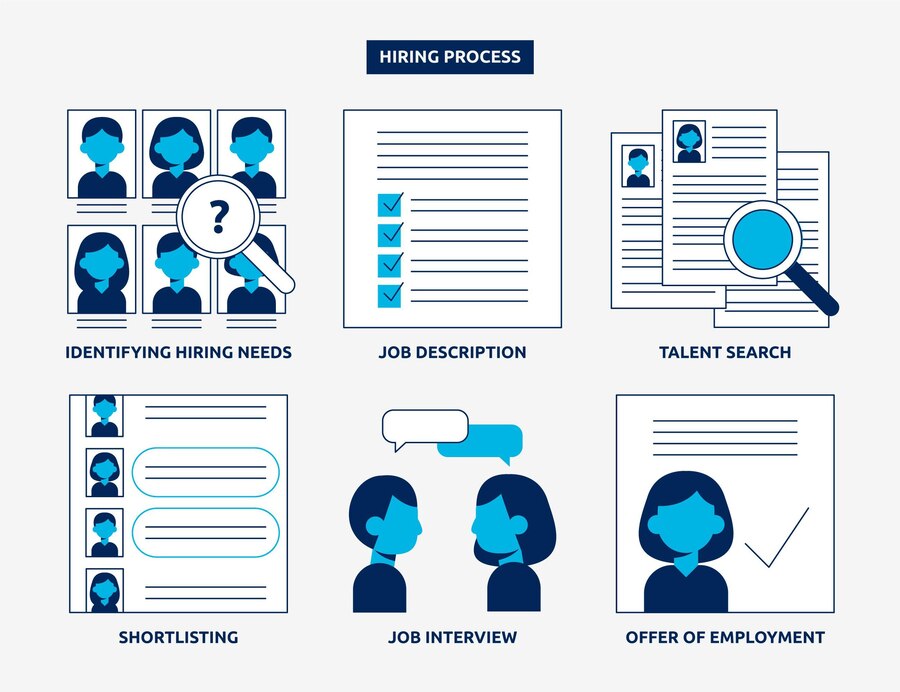 HIRING PROCESS
?
IDENTIFYING HIRING NEEDS
JOB DESCRIPTION
TALENT SEARCH
SHORTLISTING
JOB INTERVIEW
OFFER OF EMPLOYMENT